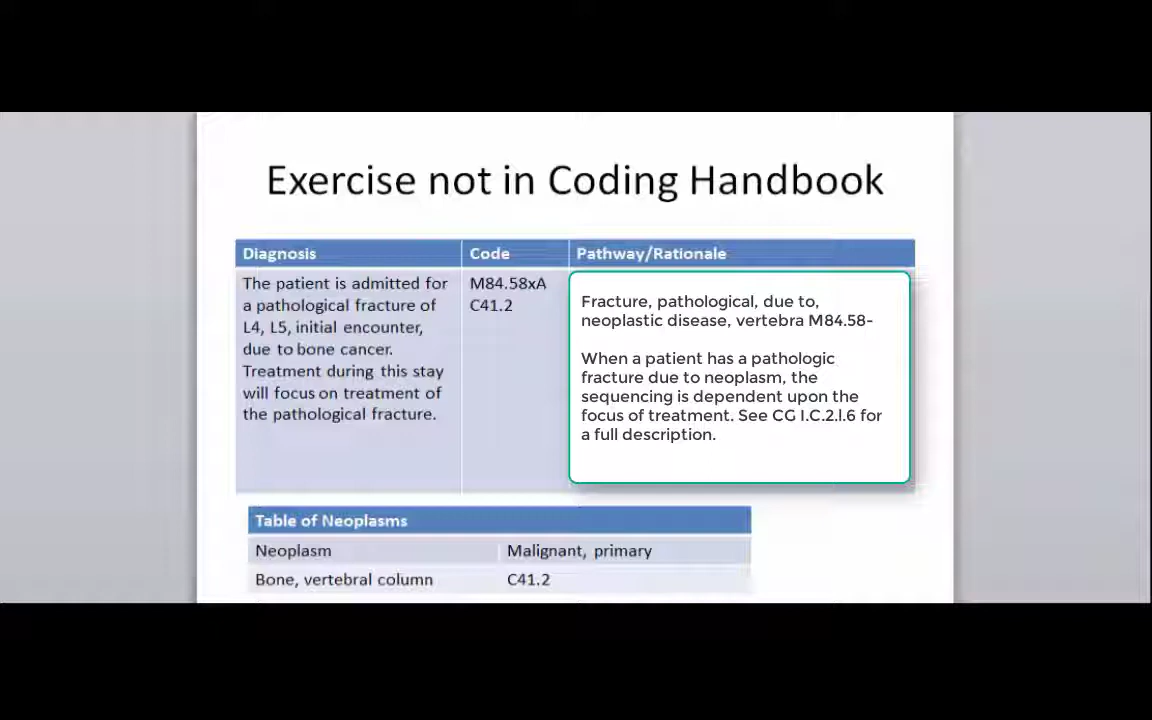 Exercise not in Coding Handbook
Diagnosis Code Pathway/Rationale
The patient is admitted for
a pathological fracture of
L4, L5, initial encounter,
due to bone cancer.
Treatment during this stay
will focus on treatment of
the pathological fracture.
M84.58xA
C41.2
Fracture, pathological, due to,
neoplastic disease, vertebra M84.58-
When a patient has a pathologic
fracture due to neoplasm, the
sequencing is dependent upon the
focus of treatment. See CG I.C.2.l.6 for
a full description.
Table of Neoplasms
Neoplasm Malignant, primary
Bone, vertebral column C41.2